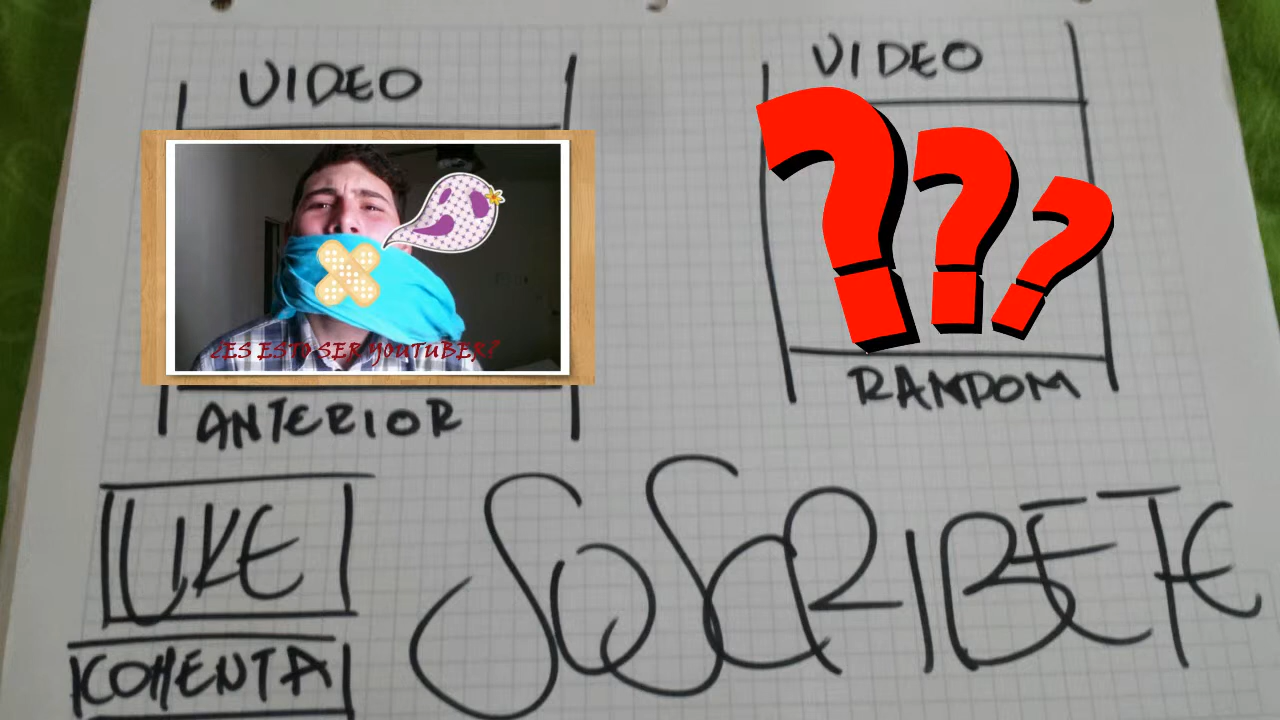 VIDEO
¿ES ESTO SER YOUTUBER?
ANTERIOR
VIDEO
???
RANDOM
LIKE
COMENTA
SUSCRIBETE